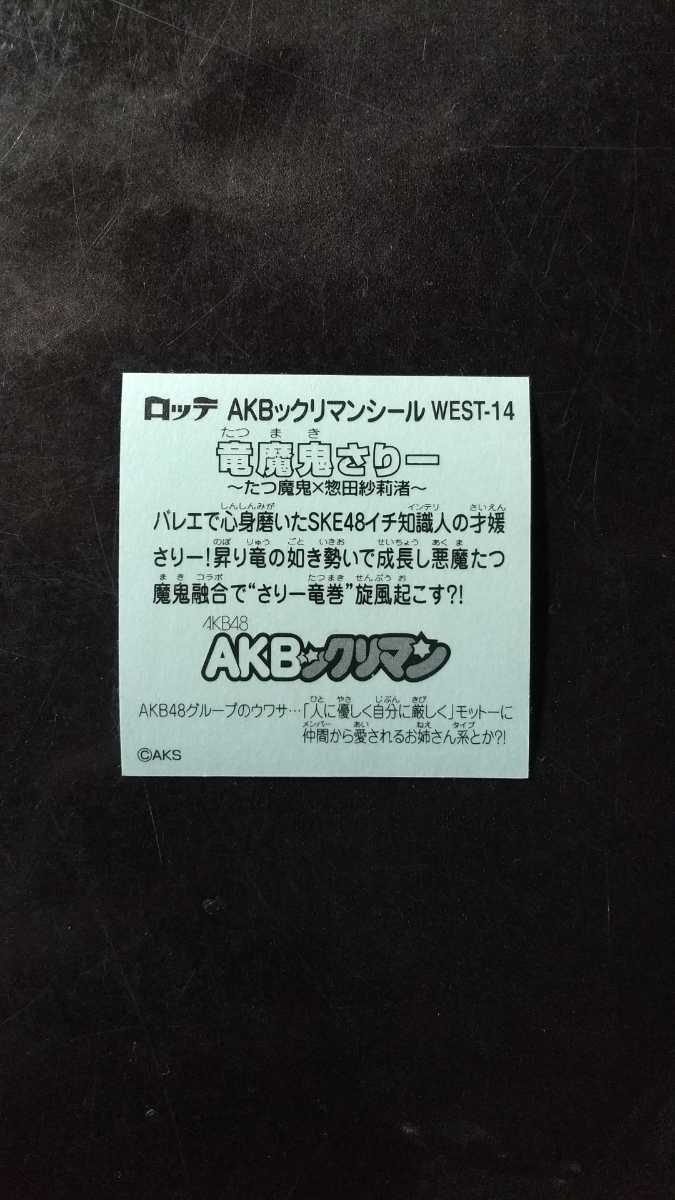 ロッテ AKBックリマンシール WEST-14
たつ ま き
竜魔鬼さりー
～たつ魔鬼×惣田紗莉渚～
しんしんみが インテリ さいえん
バレエで心身磨いたSKE48イチ知識人の才媛
のぼ りゅう ごと いきお せいちょう あく ま
さりー!昇り竜の如き勢いで成長し悪魔たつ
ま き コラボ たつまき せんぷう お
魔鬼融合で“さりー竜巻”旋風起こす?!
AKB48
AKBックリマン
ひと やさ じぶん きび
AKB48グループのウワサ…「人に優しく自分に厳しく」モットーに
メンバー あい ねえ タイプ
仲間から愛されるお姉さん系とか?!
©AKS